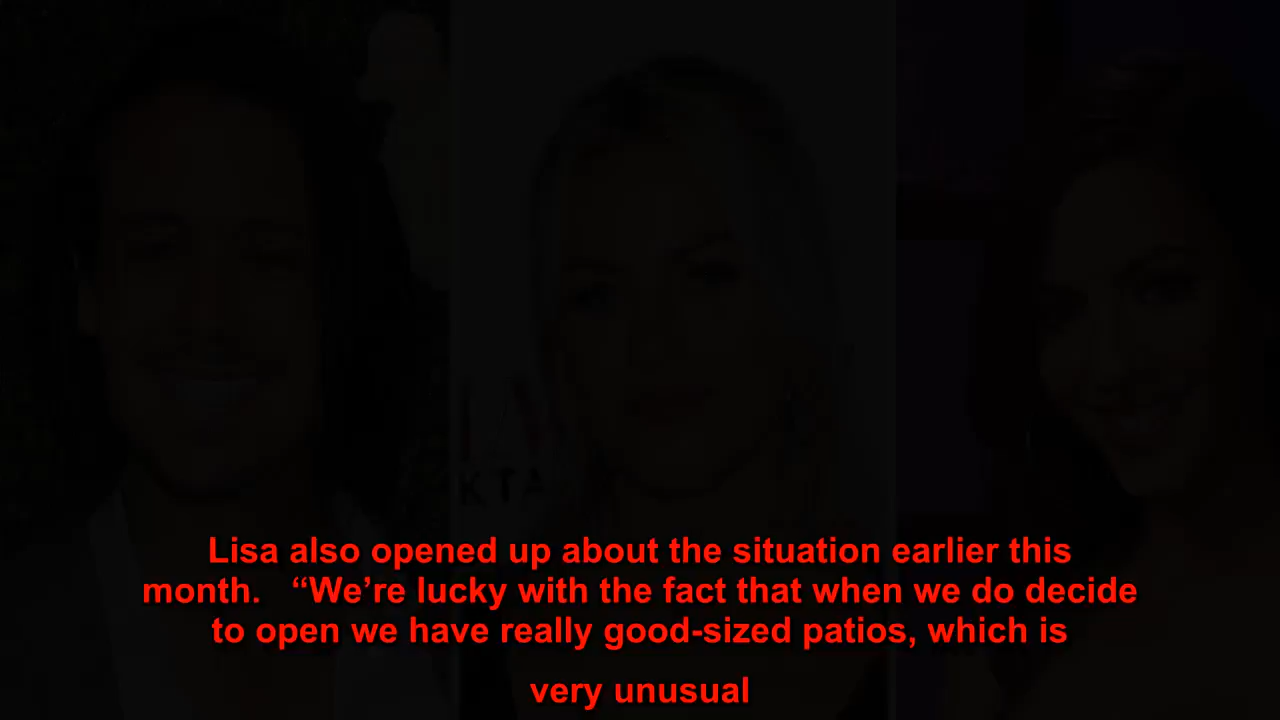 KTA
Lisa also opened up about the situation earlier this
month. “We’re lucky with the fact that when we do decide
to open we have really good-sized patios, which is
very unusual